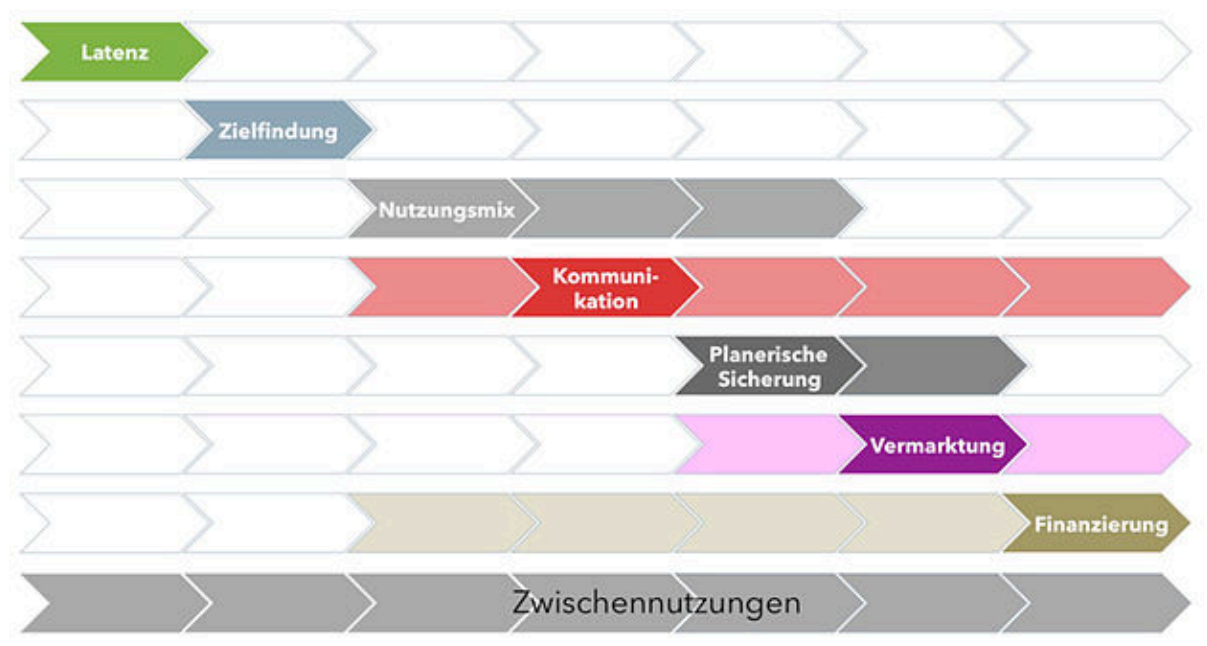 Latenz
Zielfindung
Nutzungsmix
Kommuni-
kation
Planerische
Sicherung
Vermarktung
Finanzierung
Zwischennutzungen